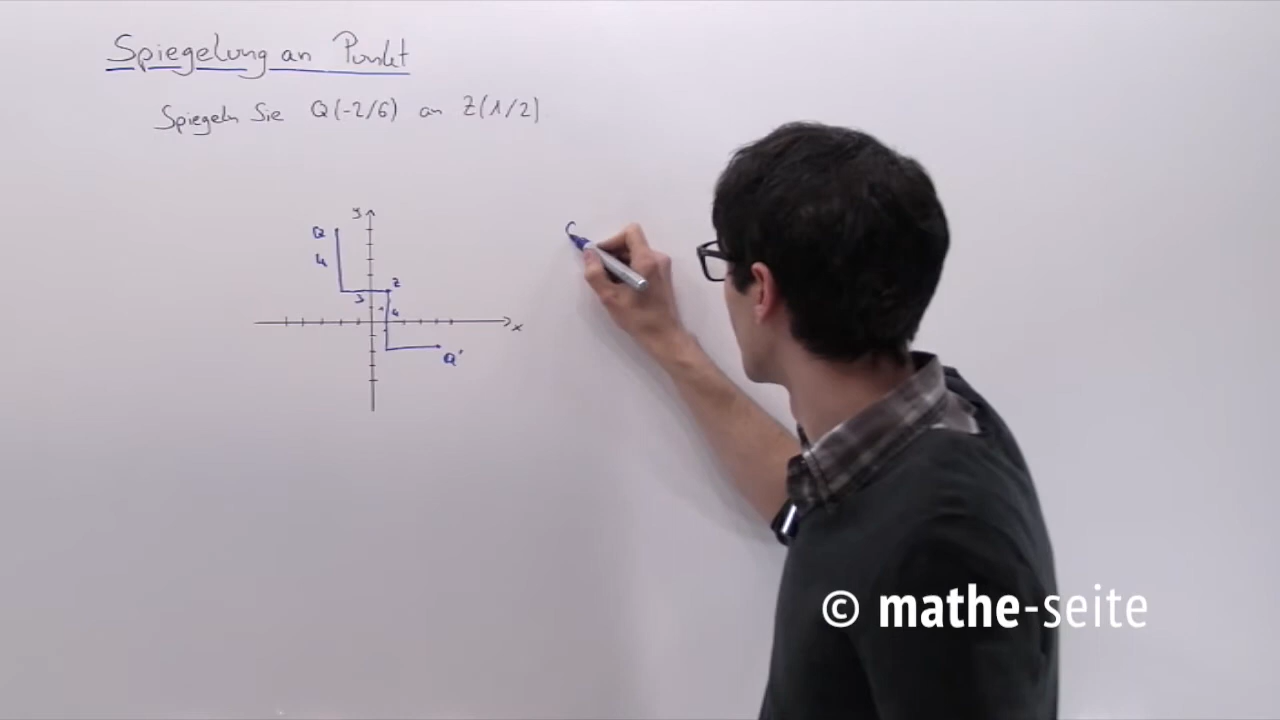 Spiegelung an Punkt
Spiegeln Sie Q(-2/6) an Z(1/2)
y
Q
4
z
3
4
x
Q'
© mathe-seite